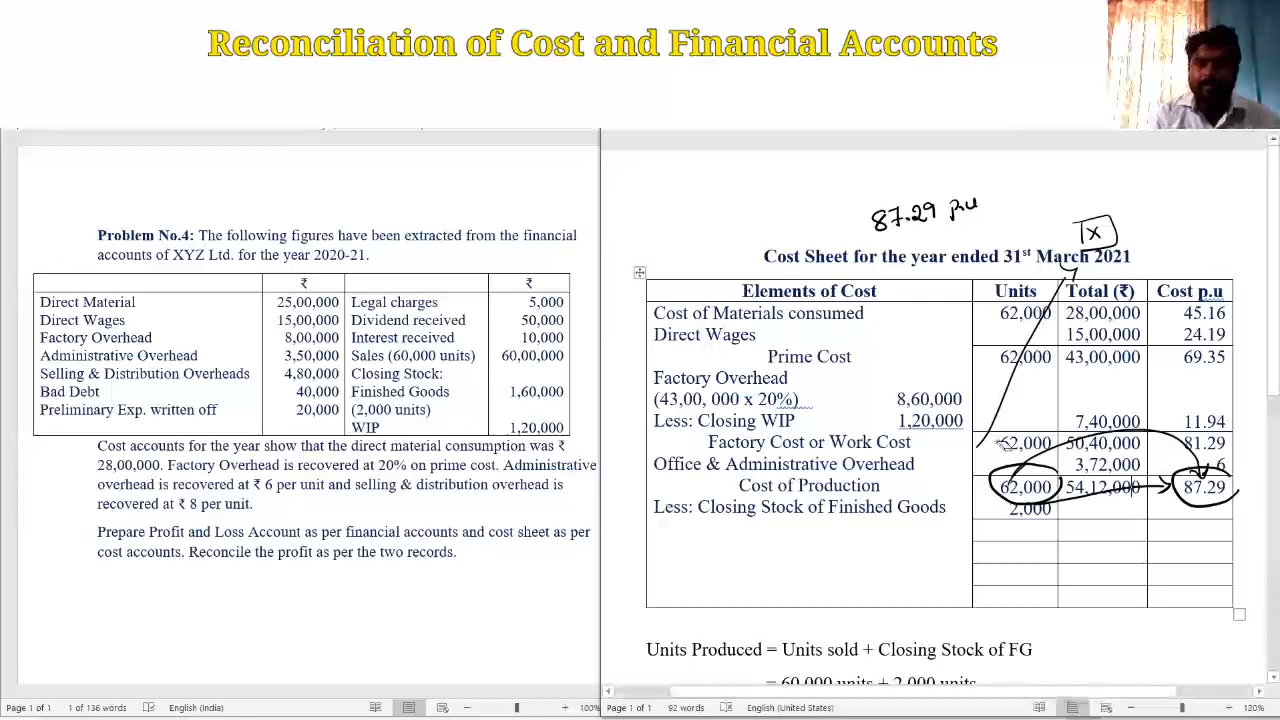 Reconciliation of Cost and Financial Accounts
Problem No.4: The following figures have been extracted from the financial
accounts of XYZ Ltd. for the year 2020-21.
₹ ₹
Direct Material 25,00,000 Legal charges 5,000
Direct Wages 15,00,000 Dividend received 50,000
Factory Overhead 8,00,000 Interest received 10,000
Administrative Overhead 3,50,000 Sales (60,000 units) 60,00,000
Selling & Distribution Overheads 4,80,000 Closing Stock:
Bad Debt 40,000 Finished Goods 1,60,000
Preliminary Exp. written off 20,000 (2,000 units)
WIP 1,20,000
Cost accounts for the year show that the direct material consumption was ₹
28,00,000. Factory Overhead is recovered at 20% on prime cost. Administrative
overhead is recovered at ₹ 6 per unit and selling & distribution overhead is
recovered at ₹ 8 per unit.
Prepare Profit and Loss Account as per financial accounts and cost sheet as per
cost accounts. Reconcile the profit as per the two records.
Page 1 of 1 1 of 136 words English (India) 100%
87.29 p.u
Cost Sheet for the year ended 31st March 2021
Elements of Cost Units Total (₹) Cost p.u
Cost of Materials consumed 62,000 28,00,000 45.16
Direct Wages 15,00,000 24.19
Prime Cost 62,000 43,00,000 69.35
Factory Overhead
(43,00, 000 x 20%) 8,60,000
Less: Closing WIP 1,20,000 7,40,000 11.94
Factory Cost or Work Cost 62,000 50,40,000 81.29
Office & Administrative Overhead 3,72,000 6
Cost of Production 62,000 54,12,000 87.29
Less: Closing Stock of Finished Goods 2,000
Units Produced = Units sold + Closing Stock of FG
= 60,000 units + 2,000 units
Page 1 of 1 92 words English (United States) 120%